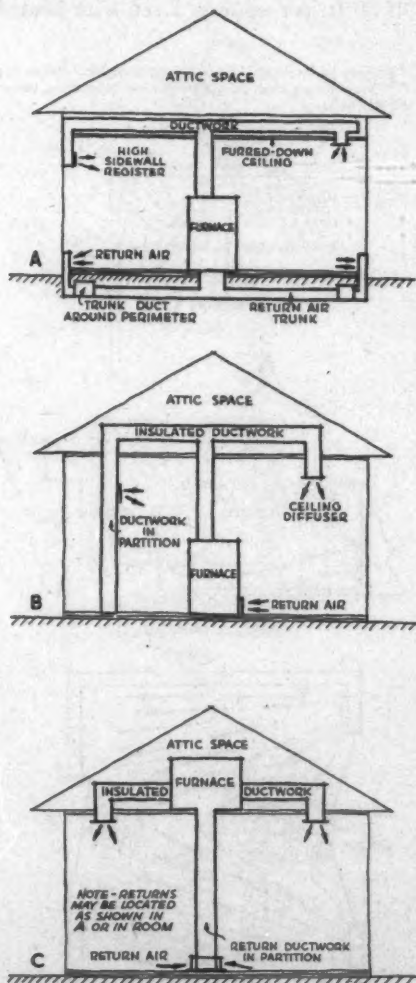 ATTIC SPACE
DUCTWORK
HIGH
SIDEWALL
REGISTER
FURRED-DOWN
CEILING
FURNACE
RETURN AIR
A
TRUNK DUCT
AROUND PERIMETER
RETURN AIR
TRUNK
ATTIC SPACE
INSULATED DUCTWORK
DUCTWORK
IN
PARTITION
CEILING
DIFFUSER
FURNACE
RETURN AIR
B
ATTIC SPACE
FURNACE
INSULATED
DUCTWORK
NOTE-RETURNS
MAY BE LOCATED
AS SHOWN IN
A OR IN ROOM
RETURN DUCTWORK
IN PARTITION
RETURN AIR
C